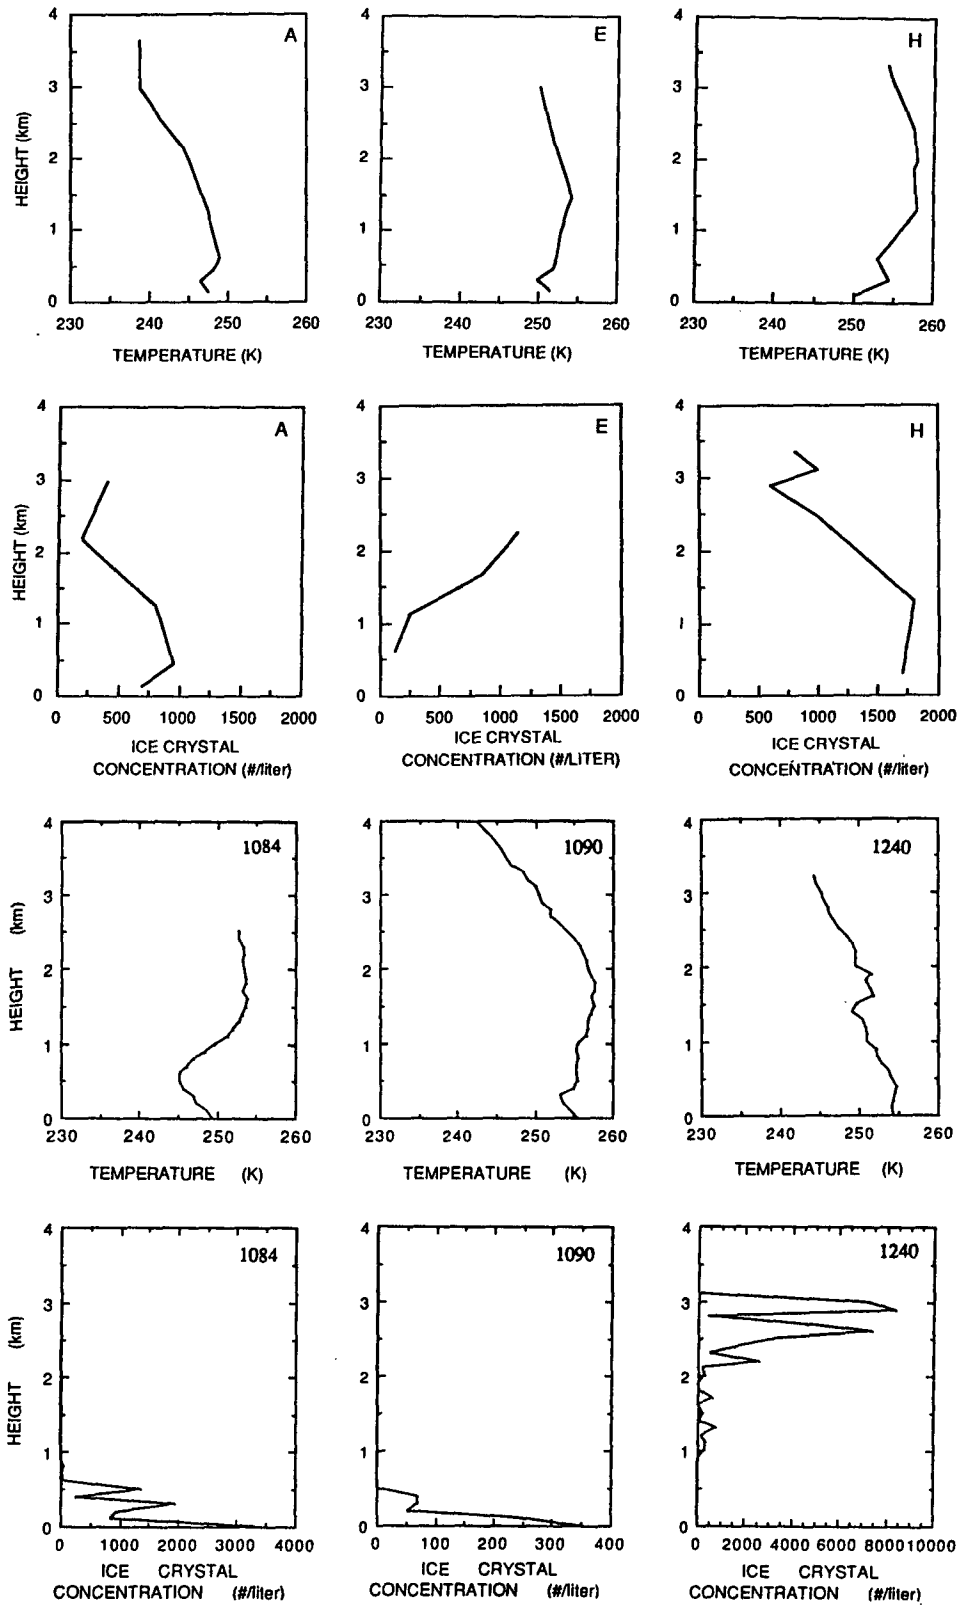 4 A 4 E 4 H
HEIGHT (km)
3 3 3
2 2 2
1 1 1
0 0 0
230 240 250 260 230 240 250 260 230 240 250 260
TEMPERATURE (K) TEMPERATURE (K) TEMPERATURE (K)
4 A 4 E 4 H
HEIGHT (km)
3 3 3
2 2 2
1 1 1
0 0 0
0 500 1000 1500 2000 0 500 1000 1500 2000 0 500 1000 1500 2000
ICE CRYSTAL ICE CRYSTAL ICE CRYSTAL
CONCENTRATION (#/liter) CONCENTRATION (#/LITER) CONCENTRATION (#/liter)
4 1084 4 1090 4 1240
HEIGHT (km)
3 3 3
2 2 2
1 1 1
0 0 0
230 240 250 260 230 240 250 260 230 240 250 260
TEMPERATURE (K) TEMPERATURE (K) TEMPERATURE (K)
4 1084 4 1090 4 1240
HEIGHT (km)
3 3 3
2 2 2
1 1 1
0 0 0
0 1000 2000 3000 4000 0 100 200 300 400 0 2000 4000 6000 8000 10000
ICE CRYSTAL ICE CRYSTAL ICE CRYSTAL
CONCENTRATION (#/liter) CONCENTRATION (#/liter) CONCENTRATION (#/liter)